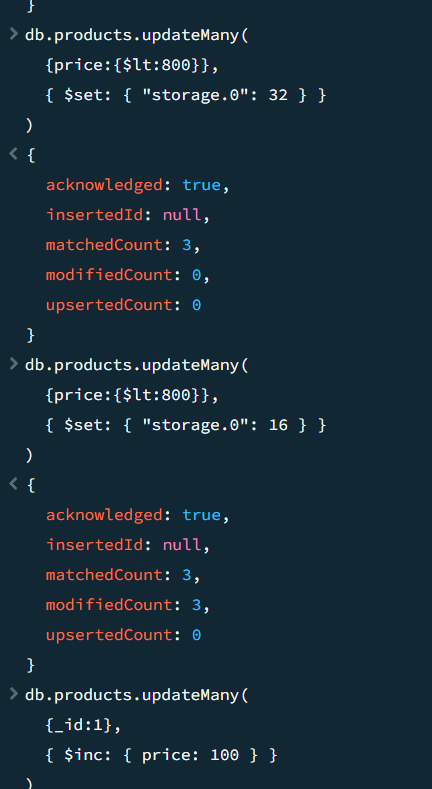 }
> db.products.updateMany(
{price:{$lt:800}},
{ $set: { "storage.0": 32 } }
)
< {
acknowledged: true,
insertedId: null,
matchedCount: 3,
modifiedCount: 0,
upsertedCount: 0
}
> db.products.updateMany(
{price:{$lt:800}},
{ $set: { "storage.0": 16 } }
)
< {
acknowledged: true,
insertedId: null,
matchedCount: 3,
modifiedCount: 3,
upsertedCount: 0
}
> db.products.updateMany(
{_id:1},
{ $inc: { price: 100 } }
)